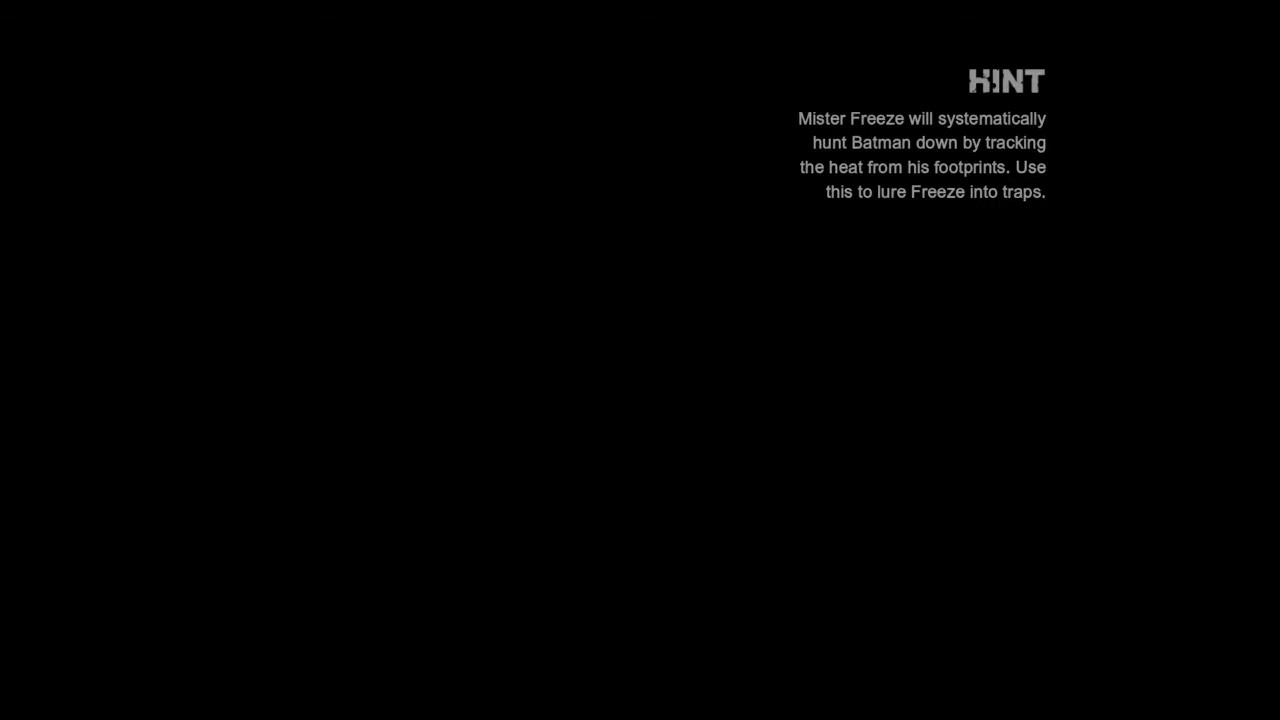 HINT
Mister Freeze will systematically
hunt Batman down by tracking
the heat from his footprints. Use
this to lure Freeze into traps.